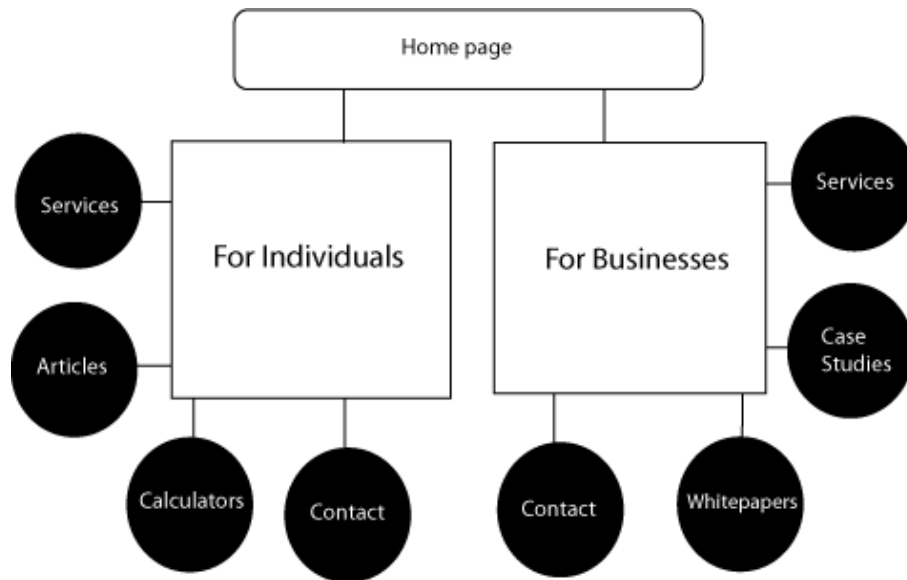 Home page
Services
For Individuals
Articles
Calculators
Contact
For Businesses
Services
Case
Studies
Contact
Whitepapers